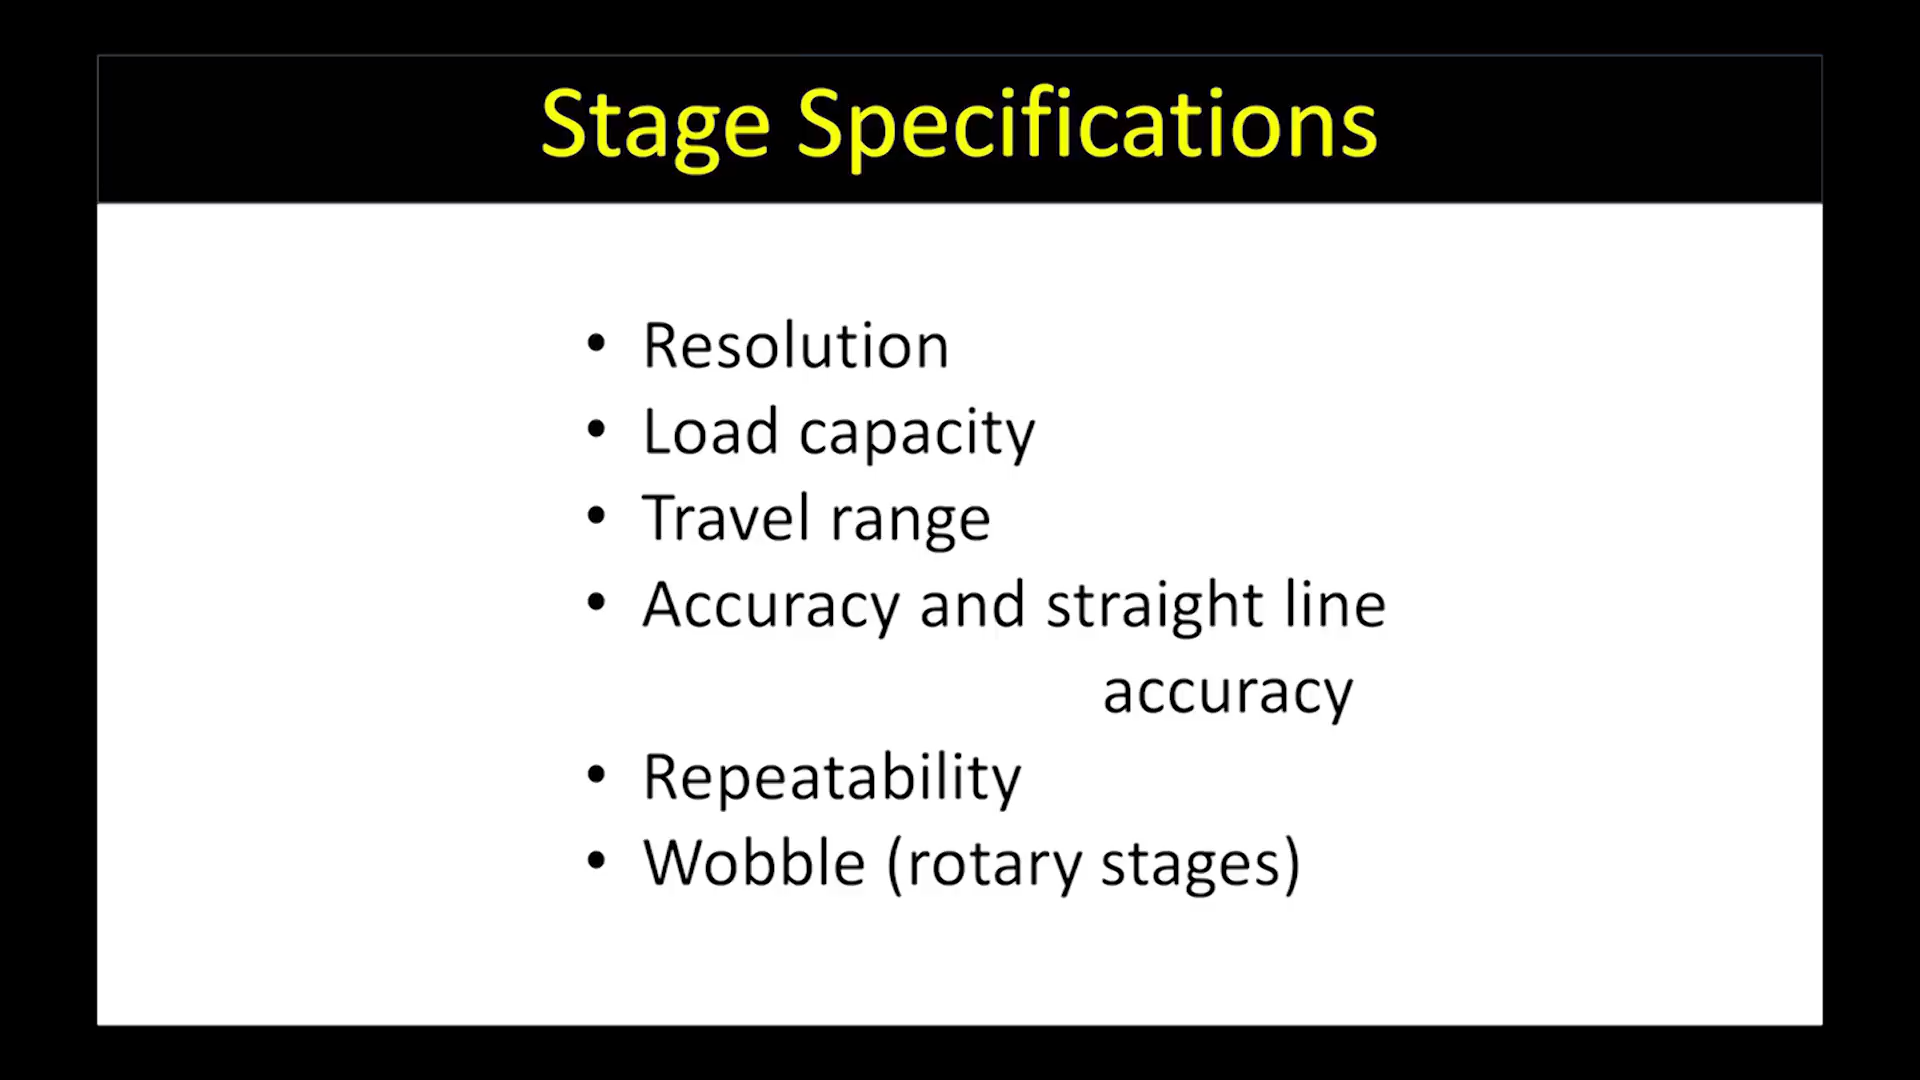 Stage Specifications
• Resolution
• Load capacity
• Travel range
• Accuracy and straight line
accuracy
• Repeatability
• Wobble (rotary stages)